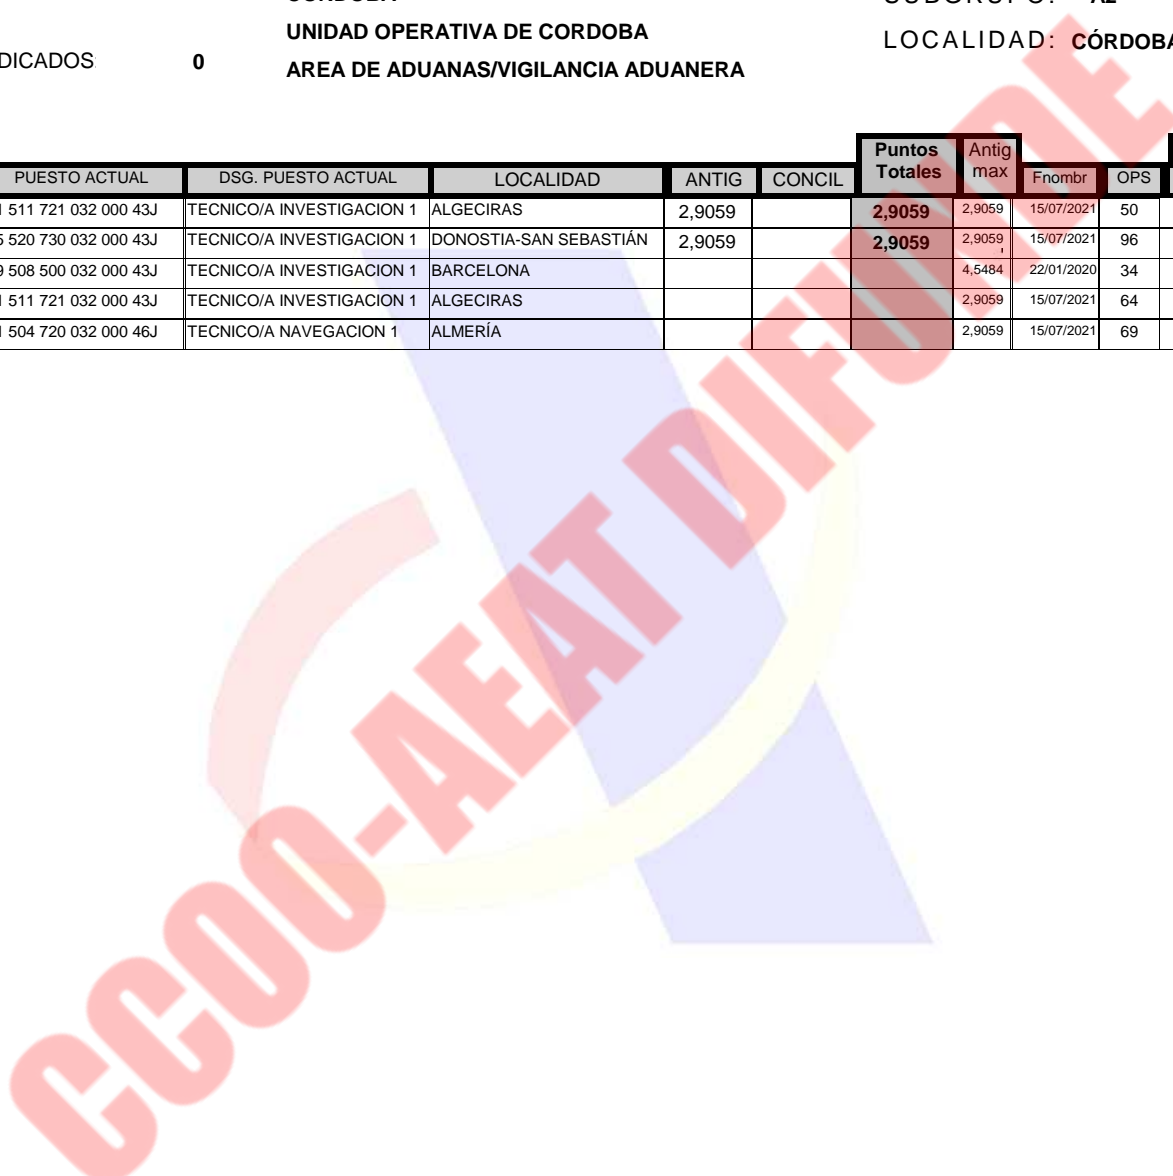 UNIDAD OPERATIVA DE CORDOBA
LOCALIDAD: CÓRDOBA
DICADOS 0
AREA DE ADUANAS/VIGILANCIA ADUANERA
PUESTO ACTUAL DSG. PUESTO ACTUAL LOCALIDAD ANTIG CONCIL Puntos Totales Antig max Fnombr OPS
511 721 032 000 43J TECNICO/A INVESTIGACION 1 ALGECIRAS 2,9059 2,9059 2,9059 15/07/2021 50
520 730 032 000 43J TECNICO/A INVESTIGACION 1 DONOSTIA-SAN SEBASTIÁN 2,9059 2,9059 2,9059 15/07/2021 96
508 500 032 000 43J TECNICO/A INVESTIGACION 1 BARCELONA 4,5484 22/01/2020 34
511 721 032 000 43J TECNICO/A INVESTIGACION 1 ALGECIRAS 2,9059 15/07/2021 64
504 720 032 000 46J TECNICO/A NAVEGACION 1 ALMERÍA 2,9059 15/07/2021 69
CCOO-AEAT DIFUNDE